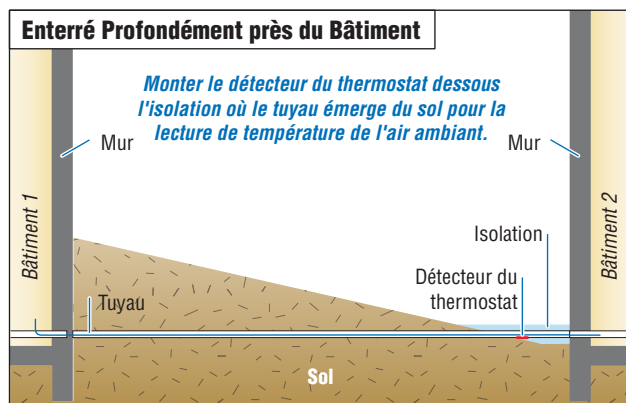 Enterré Profondément près du Bâtiment
Monter le détecteur du thermostat dessous
l'isolation où le tuyau émerge du sol pour la
lecture de température de l'air ambiant.
Mur
Mur
Bâtiment 1
Bâtiment 2
Isolation
Détecteur du
thermostat
Tuyau
Sol